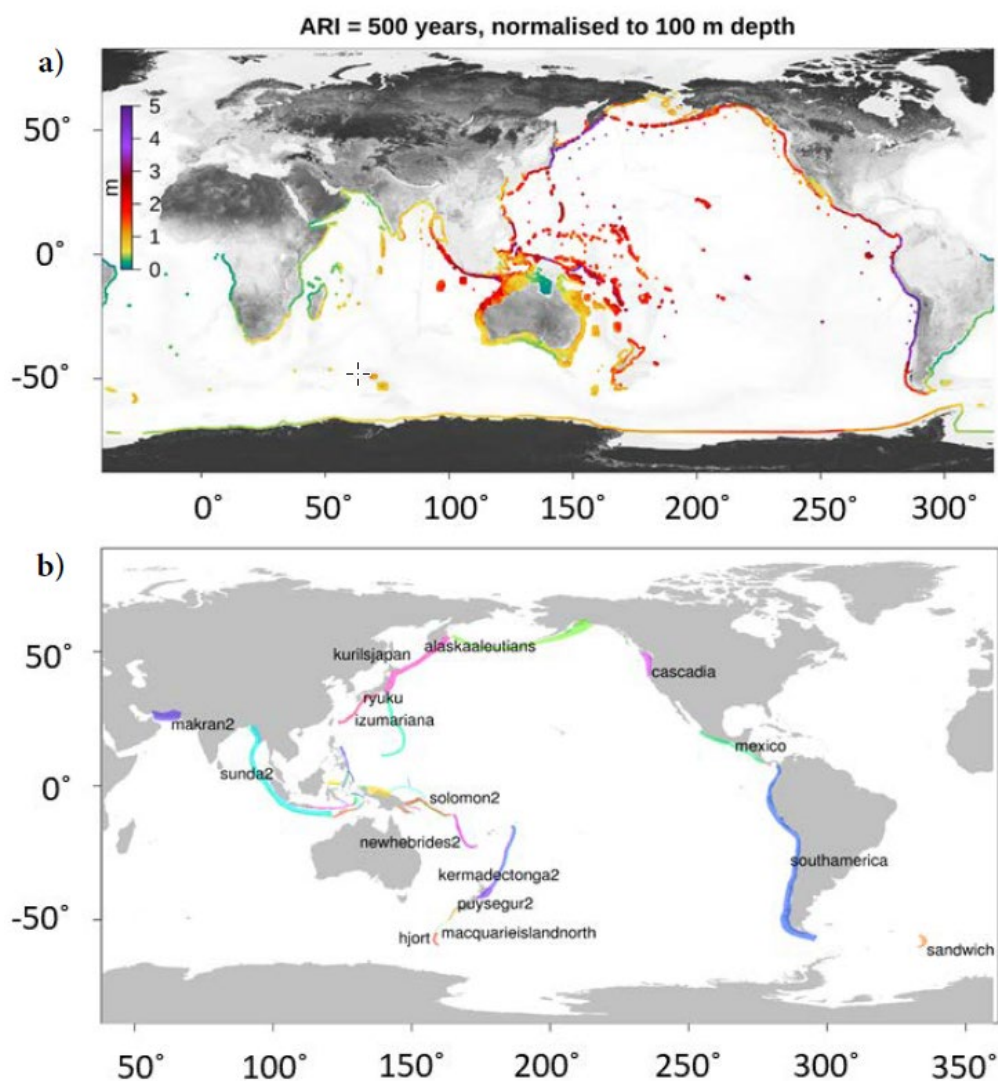 ARI = 500 years, normalised to 100 m depth
a)
50°
0°
-50°
5
4
3
2
1
0
m
0° 50° 100° 150° 200° 250° 300°
b)
50°
0°
-50°
kurilsjapan
alaskaaleutians
cascadia
ryuku
izumariana
makran2
mexico
sunda2
solomon2
newhebrides2
southamerica
kermadectonga2
puysegur2
hjort
macquarieislandnorth
sandwich
50° 100° 150° 200° 250° 300° 350°